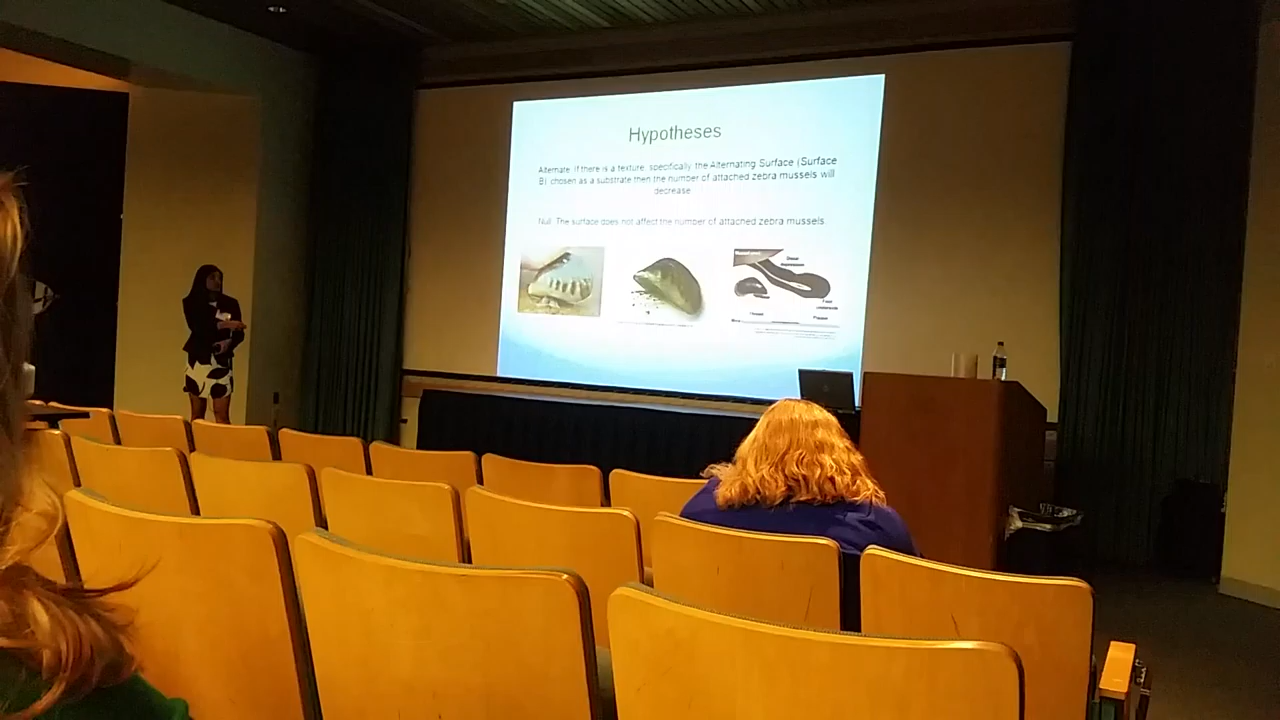 Hypotheses
Alternate: If there is a texture, specifically the Alternating Surface (Surface
B), chosen as a substrate then the number of attached zebra mussels will
decrease
Null: The surface does not affect the number of attached zebra mussels.